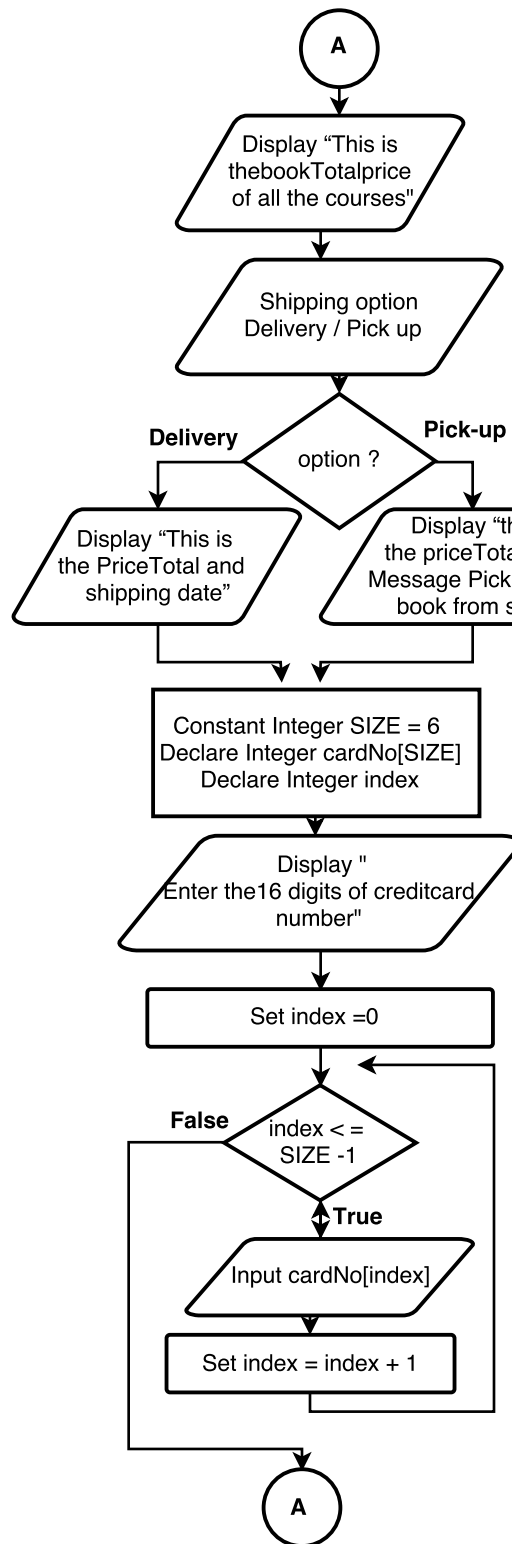 A
Display “This is
thebookTotalprice
of all the courses"
Shipping option
Delivery / Pick up
Delivery
option ?
Pick-up
Display “This is
the PriceTotal and
shipping date”
Display “
the
Message Pick
book from
Constant Integer SIZE = 6
Declare Integer cardNo[SIZE]
Declare Integer index
Display "
Enter the16 digits of creditcard
number"
Set index =0
False
index < =
SIZE -1
True
Input cardNo[index]
Set index = index + 1
A